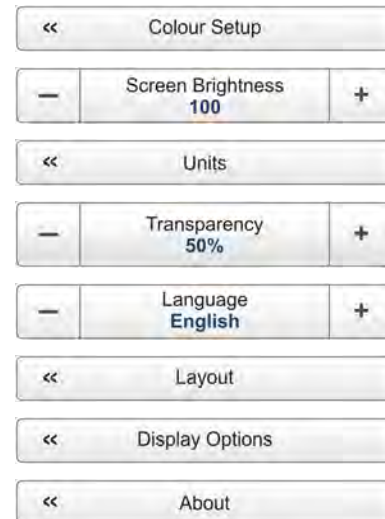 « Colour Setup
— Screen Brightness +
100
« Units
— Transparency +
50%
— Language +
English
« Layout
« Display Options
« About